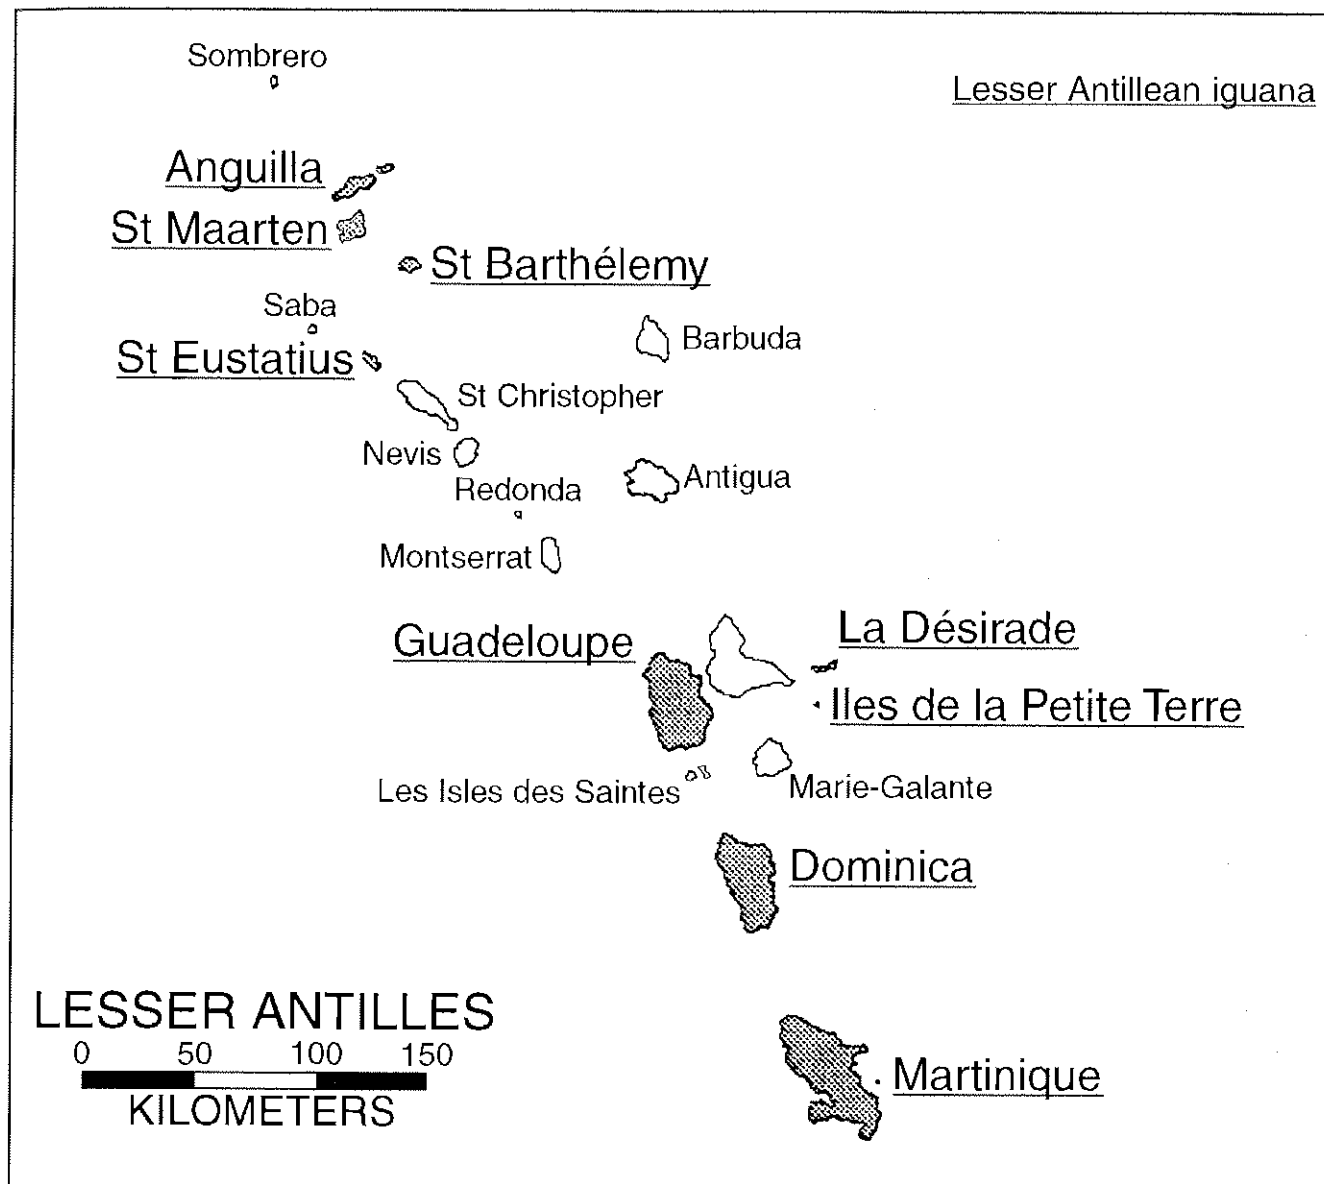 Sombrero
Lesser Antillean iguana
Anguilla
St Maarten
St Barthélemy
Saba
Barbuda
St Eustatius
St Christopher
Nevis
Antigua
Redonda
Montserrat
La Désirade
Guadeloupe
Iles de la Petite Terre
Les Isles des Saintes
Marie-Galante
Dominica
LESSER ANTILLES
0 50 100 150
KILOMETERS
Martinique